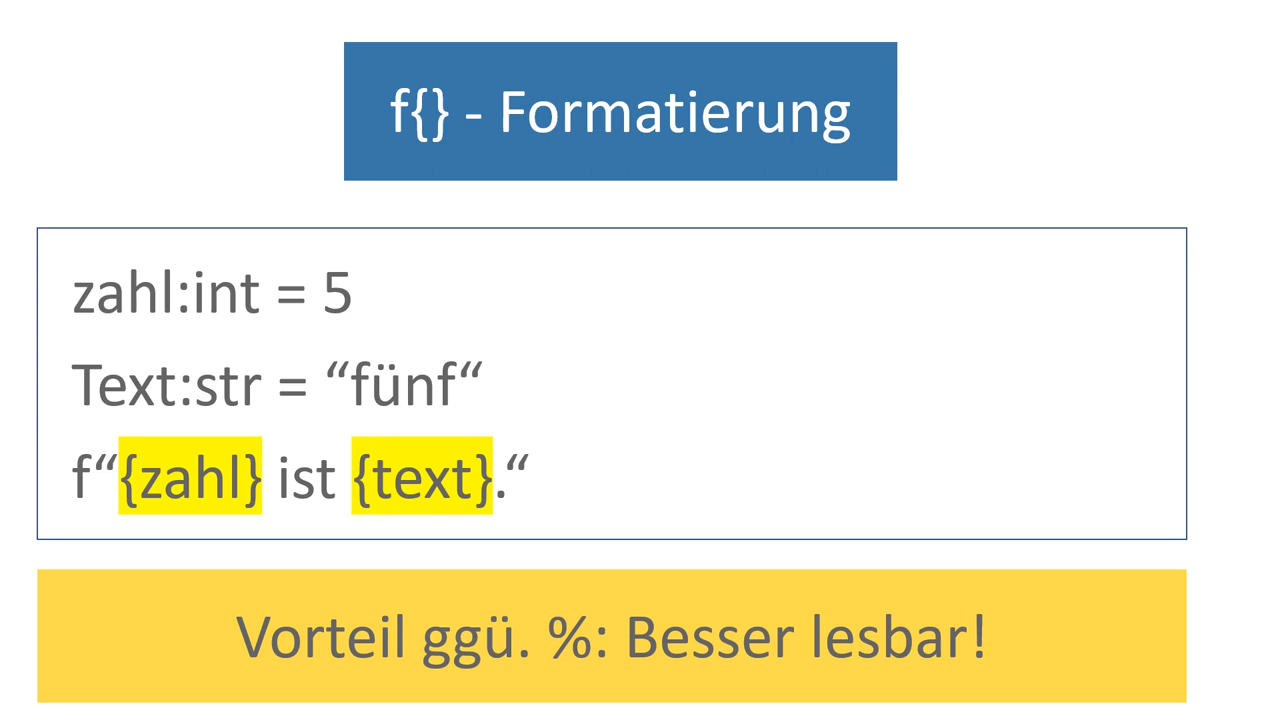 f{} - Formatierung
zahl:int = 5
Text:str = “fünf“
f“{zahl} ist {text}.“
Vorteil ggü. %: Besser lesbar!